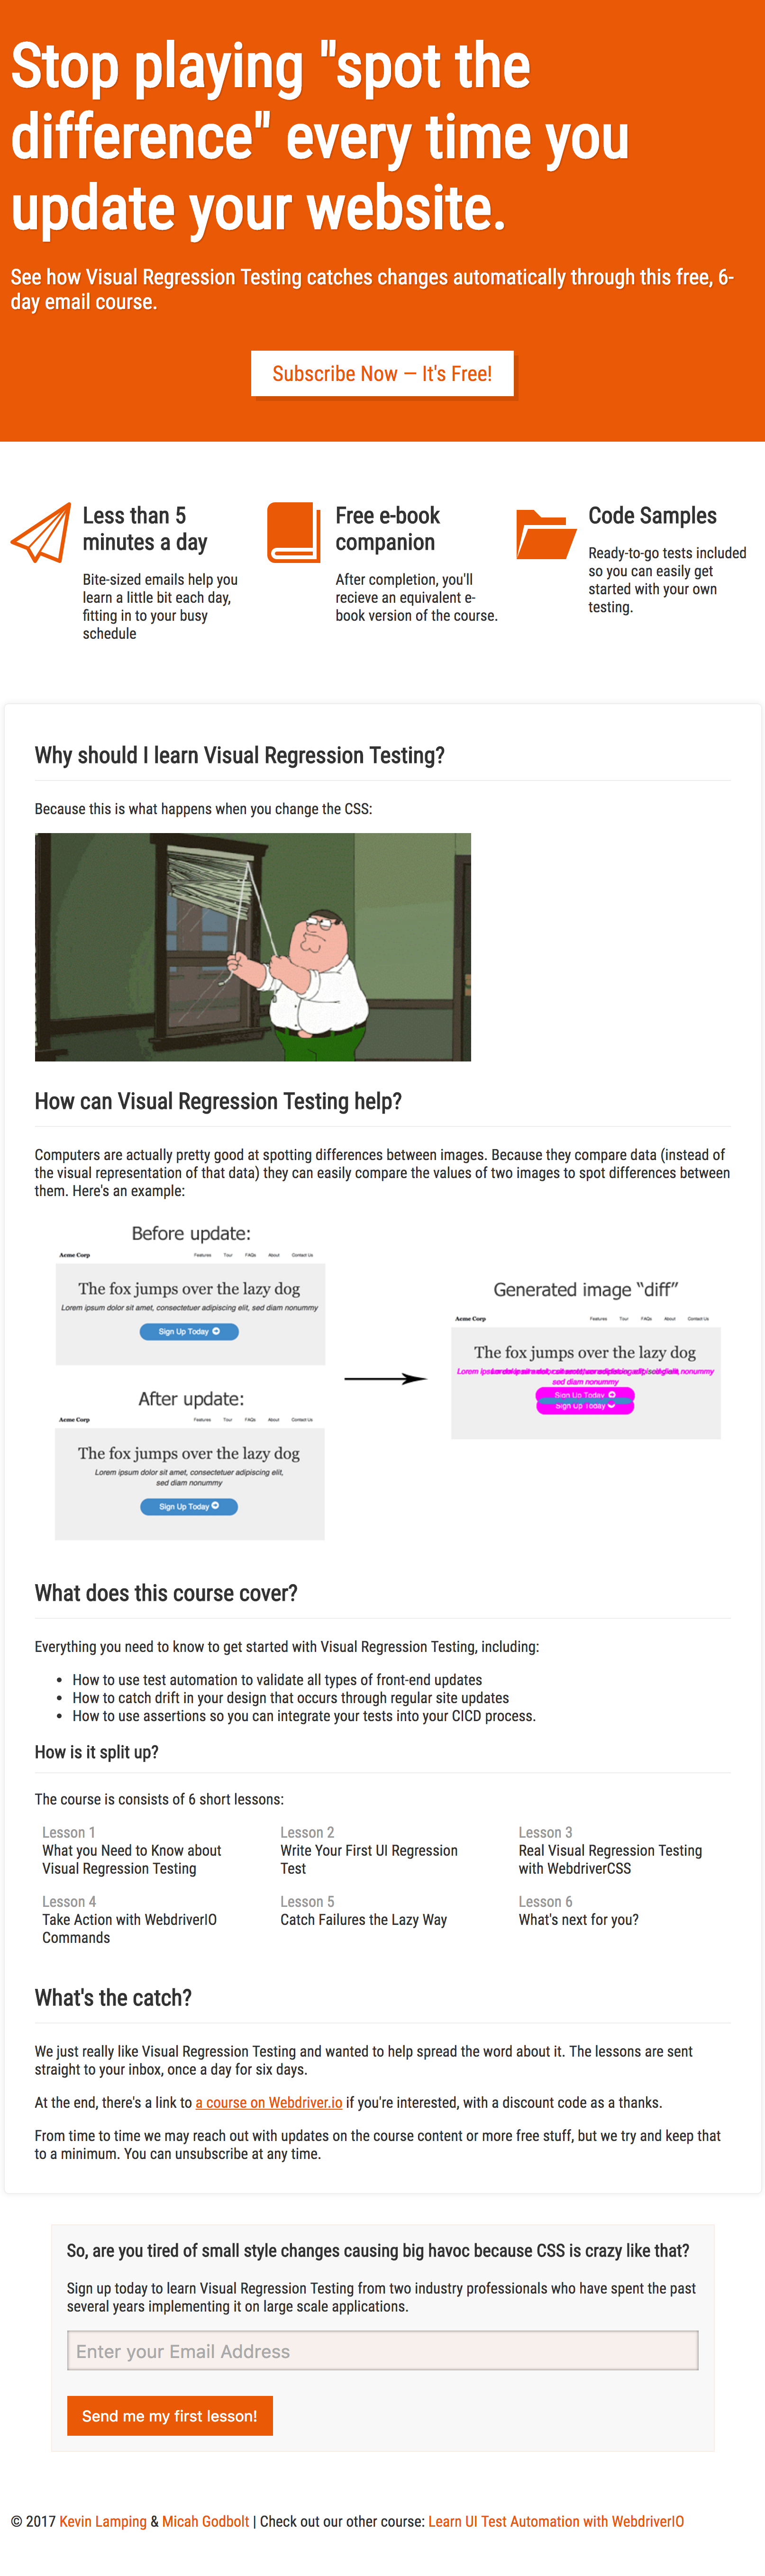 Stop playing "spot the
difference" every time you
update your website.
See how Visual Regression Testing catches changes automatically through this free, 6-
day email course.
Subscribe Now — It's Free!
Less than 5
minutes a day
Bite-sized emails help you
learn a little bit each day,
fitting in to your busy
schedule
Free e-book
companion
After completion, you'll
recieve an equivalent e-
book version of the course.
Code Samples
Ready-to-go tests included
so you can easily get
started with your own
testing.
Why should I learn Visual Regression Testing?
Because this is what happens when you change the CSS:
How can Visual Regression Testing help?
Computers are actually pretty good at spotting differences between images. Because they compare data (instead of
the visual representation of that data) they can easily compare the values of two images to spot differences between
them. Here's an example:
Before update:
Acme Corp Features Tour FAQs About Contact Us
The fox jumps over the lazy dog
Lorem ipsum dolor sit amet, consectetuer adipiscing elit, sed diam nonummy
Sign Up Today
After update:
Acme Corp Features Tour FAQs About Contact Us
The fox jumps over the lazy dog
Lorem ipsum dolor sit amet, consectetuer adipiscing elit,
sed diam nonummy
Sign Up Today
Generated image “diff”
Acme Corp Features Tour FAQs About Contact Us
The fox jumps over the lazy dog
nonummy
sed diam nonummy
Sign Up Today
Sign Up Today
What does this course cover?
Everything you need to know to get started with Visual Regression Testing, including:
• How to use test automation to validate all types of front-end updates
• How to catch drift in your design that occurs through regular site updates
• How to use assertions so you can integrate your tests into your CICD process.
How is it split up?
The course is consists of 6 short lessons:
Lesson 1
What you Need to Know about
Visual Regression Testing
Lesson 2
Write Your First UI Regression
Test
Lesson 3
Real Visual Regression Testing
with WebdriverCSS
Lesson 4
Take Action with WebdriverIO
Commands
Lesson 5
Catch Failures the Lazy Way
Lesson 6
What's next for you?
What's the catch?
We just really like Visual Regression Testing and wanted to help spread the word about it. The lessons are sent
straight to your inbox, once a day for six days.
At the end, there's a link to a course on Webdriver.io if you're interested, with a discount code as a thanks.
From time to time we may reach out with updates on the course content or more free stuff, but we try and keep that
to a minimum. You can unsubscribe at any time.
So, are you tired of small style changes causing big havoc because CSS is crazy like that?
Sign up today to learn Visual Regression Testing from two industry professionals who have spent the past
several years implementing it on large scale applications.
Enter your Email Address
Send me my first lesson!
© 2017 Kevin Lamping & Micah Godbolt | Check out our other course: Learn UI Test Automation with WebdriverIO